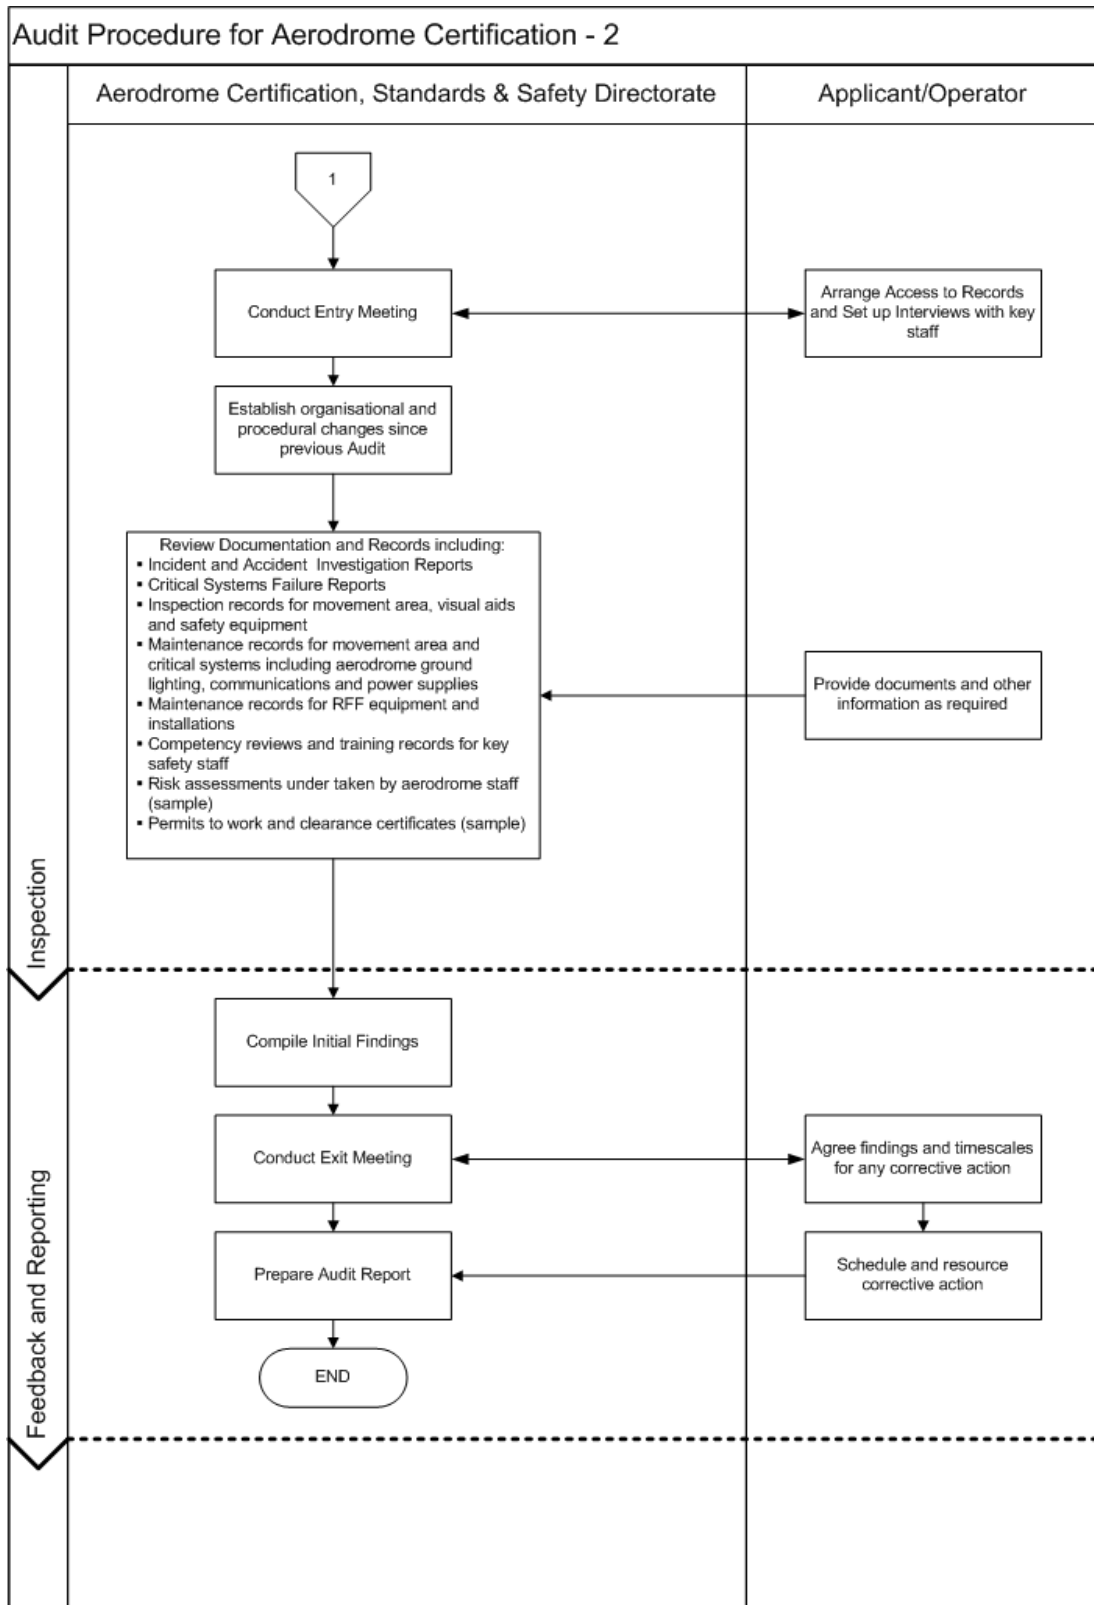 Audit Procedure for Aerodrome Certification - 2
Aerodrome Certification, Standards & Safety Directorate
Applicant/Operator
1
Conduct Entry Meeting
Arrange Access to Records
and Set up Interviews with key
staff
Establish organisational and
procedural changes since
previous Audit
Review Documentation and Records including:
▪ Incident and Accident Investigation Reports
▪ Critical Systems Failure Reports
▪ Inspection records for movement area, visual aids
and safety equipment
▪ Maintenance records for movement area and
critical systems including aerodrome ground
lighting, communications and power supplies
▪ Maintenance records for RFF equipment and
installations
▪ Competency reviews and training records for key
safety staff
▪ Risk assessments under taken by aerodrome staff
(sample)
▪ Permits to work and clearance certificates (sample)
Provide documents and other
information as required
Inspection
Compile Initial Findings
Conduct Exit Meeting
Agree findings and timescales
for any corrective action
Prepare Audit Report
Schedule and resource
corrective action
END
Feedback and Reporting